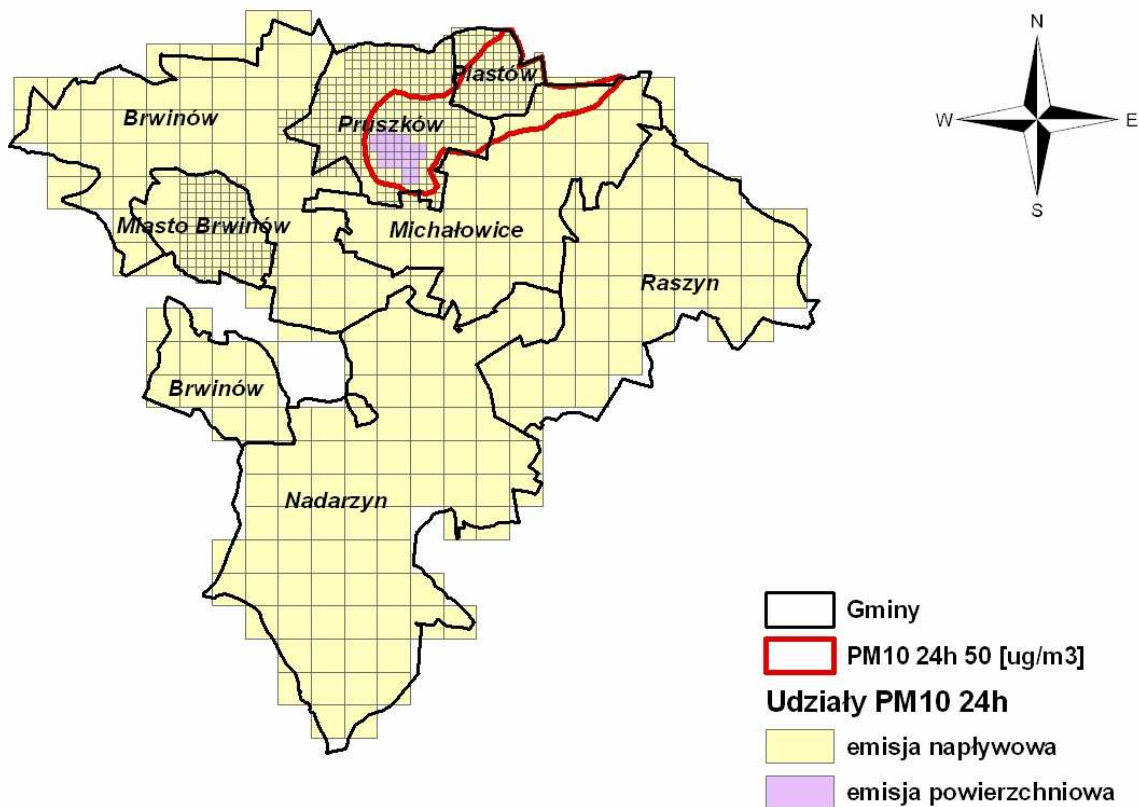 N
W
E
S
Piastów
Brwinów
Pruszków
Miasto Brwinów
Michałowice
Raszyn
Brwinów
Nadarzyn
Gminy
PM10 24h 50 [ug/m3]
Udziały PM10 24h
emisja napływowa
emisja powierzchniowa